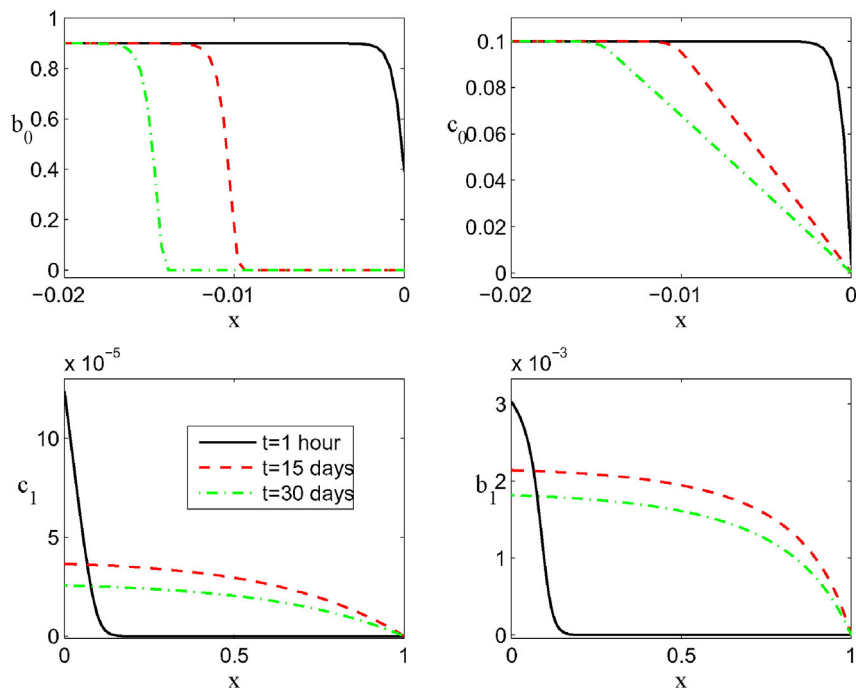 1
0.8
0.6
b0
0.4
0.2
0
−0.02 −0.01 0
x
0.1
0.08
0.06
c0
0.04
0.02
0
−0.02 −0.01 0
x
x 10−5
10
c1
5
0
0 0.5 1
x
t=1 hour
t=15 days
t=30 days
x 10−3
3
2
b1
1
0
0 0.5 1
x